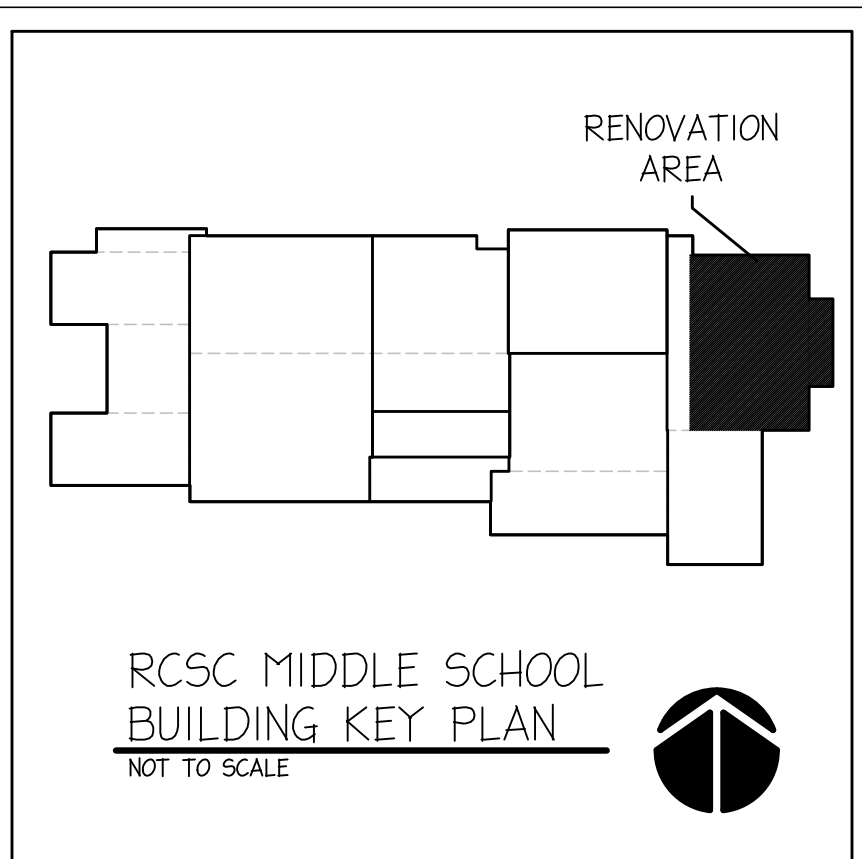 RENOVATION
AREA
RCSC MIDDLE SCHOOL
BUILDING KEY PLAN
NOT TO SCALE